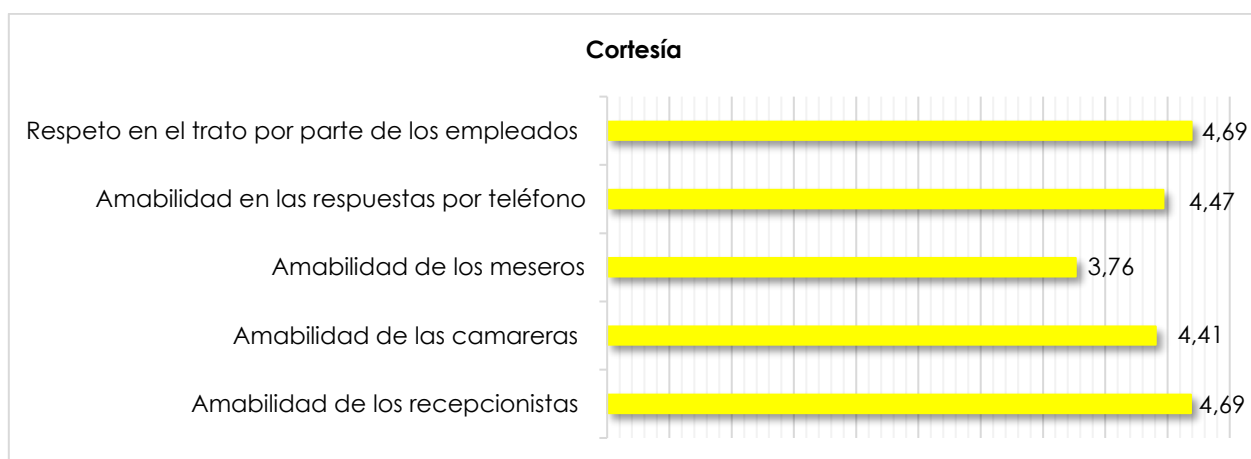 Cortesía
Respeto en el trato por parte de los empleados
4,69
Amabilidad en las respuestas por teléfono
4,47
Amabilidad de los meseros
3,76
Amabilidad de las camareras
4,41
Amabilidad de los recepcionistas
4,69